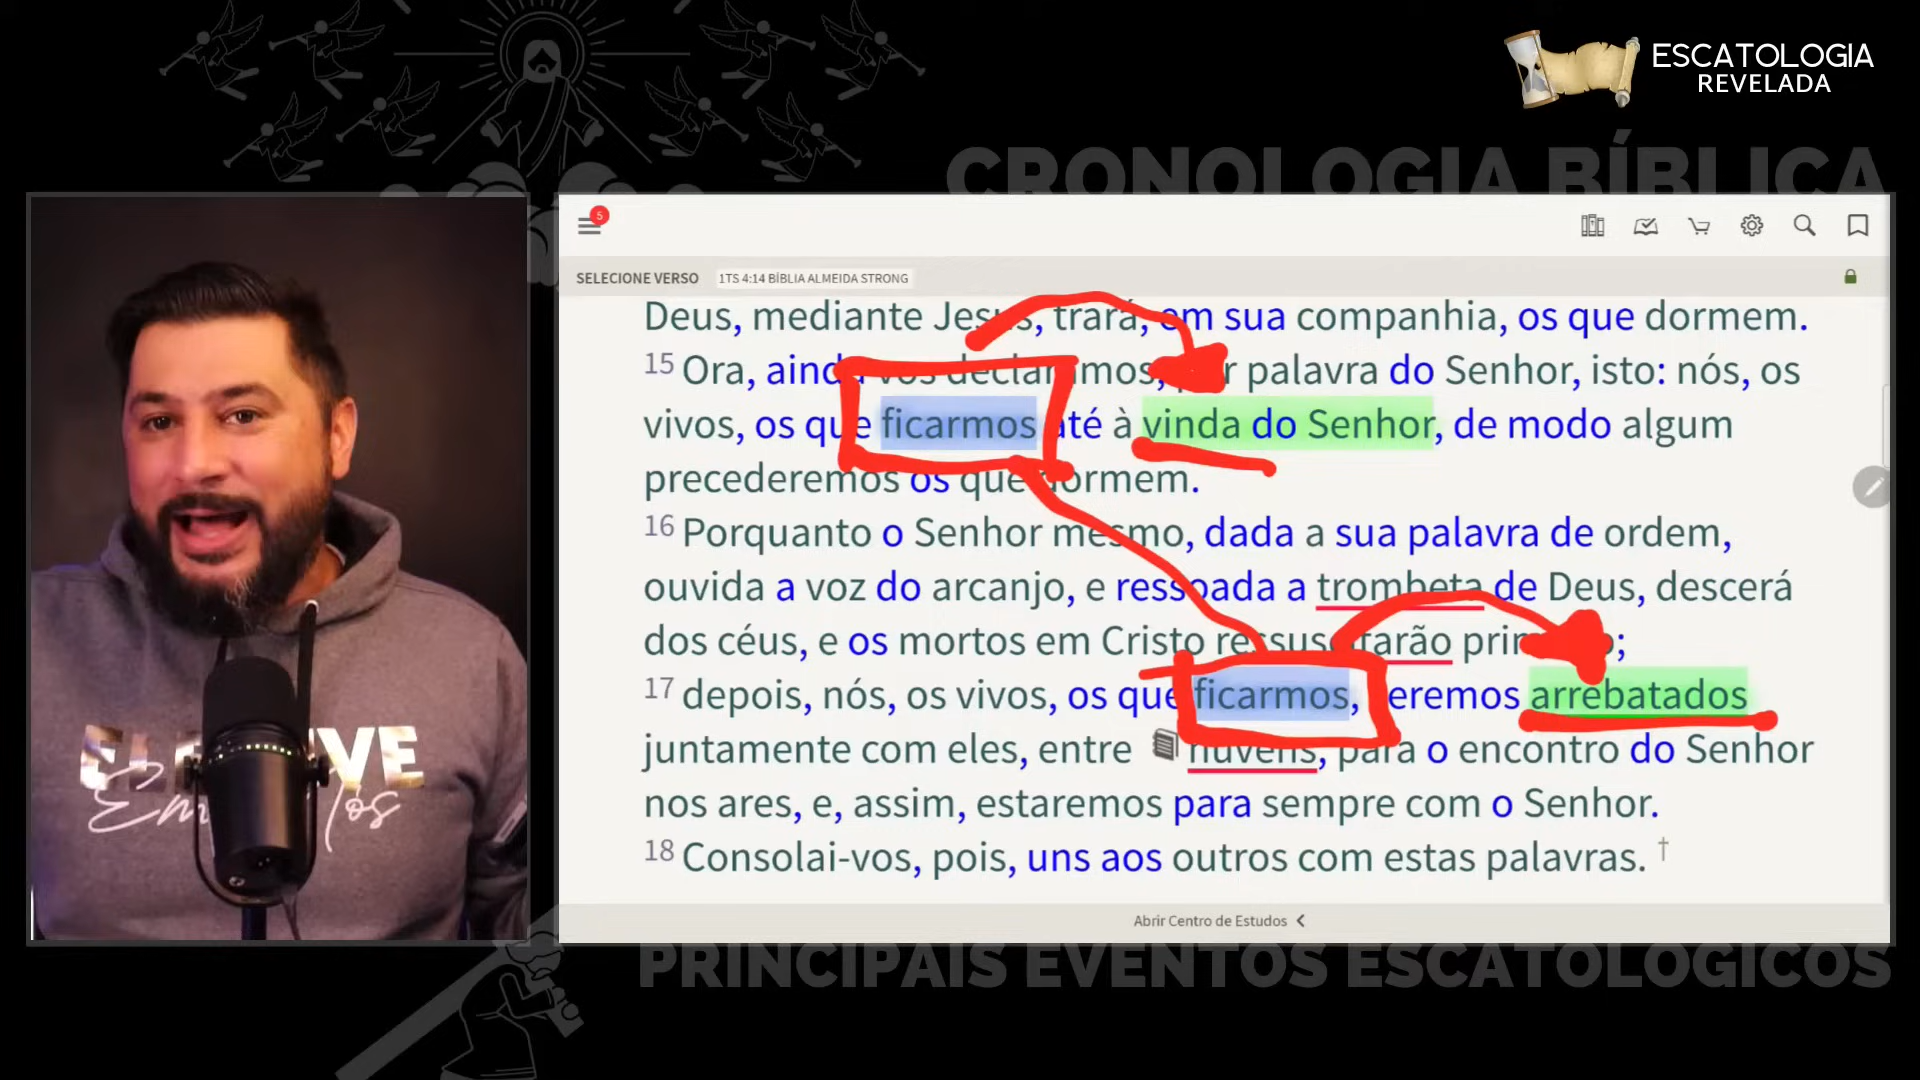 ESCATOLOGIA
REVELADA
CRONOLOGIA BÍBLICA
5
SELECIONE VERSO 1TS 4:14 BÍBLIA ALMEIDA STRONG
Deus, mediante Jesus, trará, em sua companhia, os que dormem.
15 Ora, ainda vos declaramos, por palavra do Senhor, isto: nós, os
vivos, os que ficarmos até à vinda do Senhor, de modo algum
precederemos os que dormem.
16 Porquanto o Senhor mesmo, dada a sua palavra de ordem,
ouvida a voz do arcanjo, e ressoada a trombeta de Deus, descerá
dos céus, e os mortos em Cristo ressuscitarão primeiro;
17 depois, nós, os vivos, os que ficarmos, seremos arrebatados
juntamente com eles, entre nuvens, para o encontro do Senhor
nos ares, e, assim, estaremos para sempre com o Senhor.
18 Consolai-vos, pois, uns aos outros com estas palavras. †
Abrir Centro de Estudos
PRINCIPAIS EVENTOS ESCATOLOGICOS